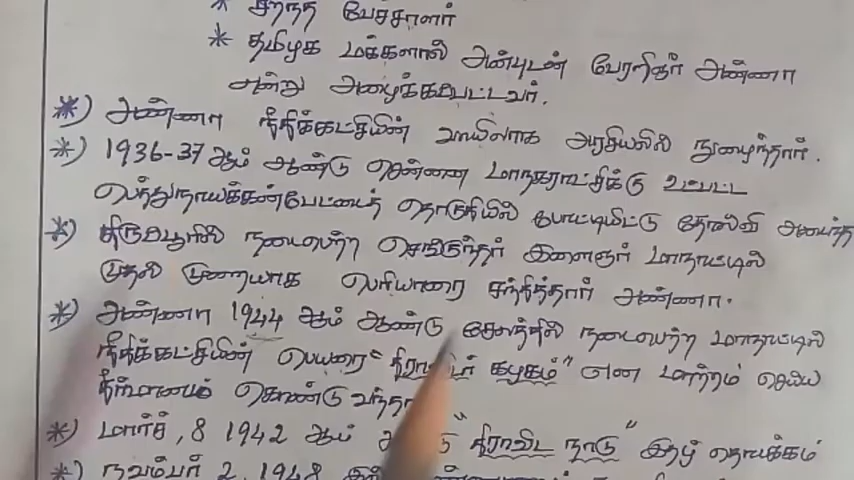 * சிறந்த பேச்சாளர்
* தமிழக மக்களால் அன்புடன் பேரறிஞர் அண்ணா
என்று அழைக்கப்பட்டவர்.
*) அண்ணா நீதிக்கட்சியின் வாயிலாக அரசியலில் நுழைந்தார்.
*) 1936-37 ஆம் ஆண்டு சென்னை மாநகராட்சிக்கு உட்பட்ட
பெத்துநாயக்கன்பேட்டைத் தொகுதியில் போட்டியிட்டு தோல்வி அடைந்த
*) திருப்பூரில் நடைபெற்ற செங்குந்தர் இளைஞர் மாநாட்டில்
முதல் முறையாக பெரியாரை சந்தித்தார் அண்ணா.
*) அண்ணா 1944 ஆம் ஆண்டு சேலத்தில் நடைபெற்ற மாநாட்டில்
நீதிக்கட்சியின் பெயரை "திராவிடர் கழகம்" என மாற்றம் செய்ய
தீர்மானம் கொண்டு வந்தா
*) மார்ச், 8 1942 ஆம் "திராவிட நாடு" இதழ் தொடக்கம்
*) நவம்பர் 2, 1948